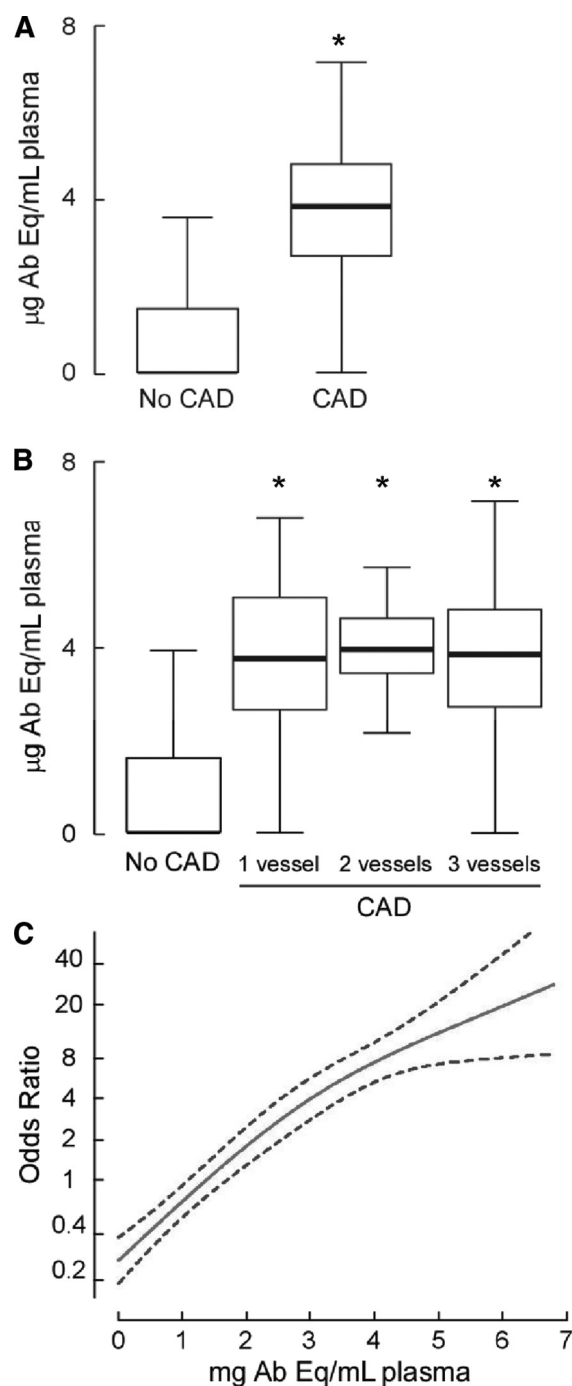 A
8
*
µg Ab Eq/mL plasma
4
0
No CAD
CAD
B
8
* * *
µg Ab Eq/mL plasma
4
0
No CAD
1 vessel 2 vessels 3 vessels
CAD
C
40
20
8
4
2
1
0.4
0.2
Odds Ratio
0 1 2 3 4 5 6 7
mg Ab Eq/mL plasma